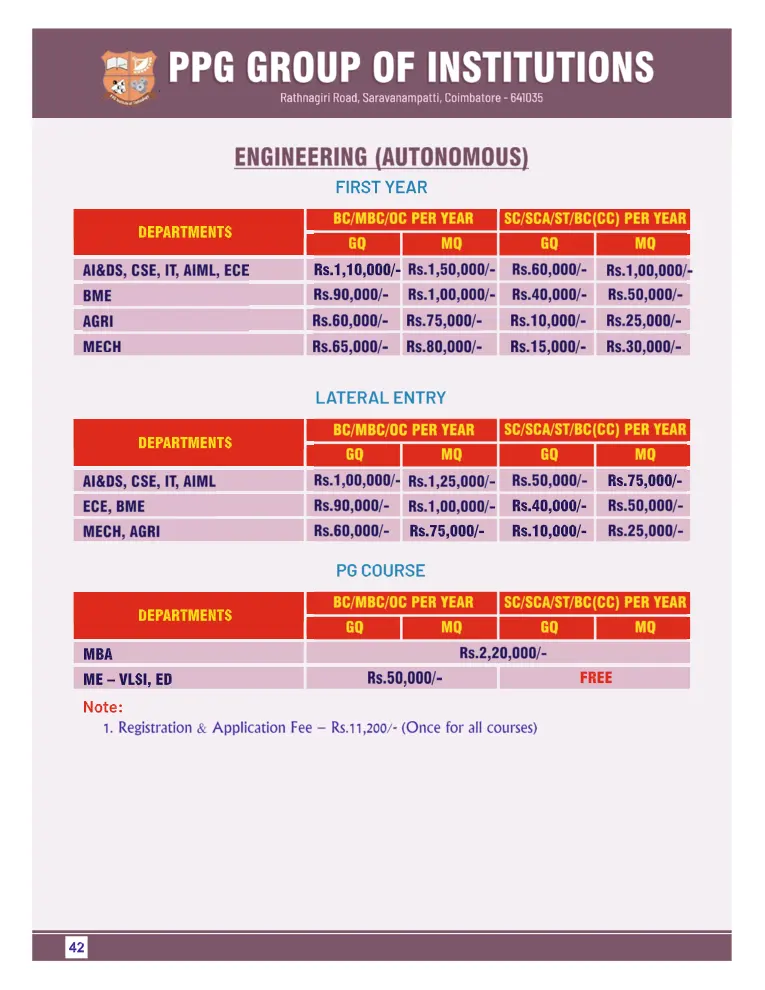 PPG GROUP OF INSTITUTIONS
Rathnagiri Road, Saravanampatti, Coimbatore - 641035
ENGINEERING (AUTONOMOUS)
FIRST YEAR
DEPARTMENTS BC/MBC/OC PER YEAR SC/SCA/ST/BC(CC) PER YEAR
GQ MQ GQ MQ
AI&DS, CSE, IT, AIML, ECE Rs.1,10,000/- Rs.1,50,000/- Rs.60,000/- Rs.1,00,000/-
BME Rs.90,000/- Rs.1,00,000/- Rs.40,000/- Rs.50,000/-
AGRI Rs.60,000/- Rs.75,000/- Rs.10,000/- Rs.25,000/-
MECH Rs.65,000/- Rs.80,000/- Rs.15,000/- Rs.30,000/-
LATERAL ENTRY
DEPARTMENTS BC/MBC/OC PER YEAR SC/SCA/ST/BC(CC) PER YEAR
GQ MQ GQ MQ
AI&DS, CSE, IT, AIML Rs.1,00,000/- Rs.1,25,000/- Rs.50,000/- Rs.75,000/-
ECE, BME Rs.90,000/- Rs.1,00,000/- Rs.40,000/- Rs.50,000/-
MECH, AGRI Rs.60,000/- Rs.75,000/- Rs.10,000/- Rs.25,000/-
PG COURSE
DEPARTMENTS BC/MBC/OC PER YEAR SC/SCA/ST/BC(CC) PER YEAR
GQ MQ GQ MQ
MBA Rs.2,20,000/-
ME – VLSI, ED Rs.50,000/- FREE
Note:
1. Registration & Application Fee – Rs.11,200/- (Once for all courses)
42